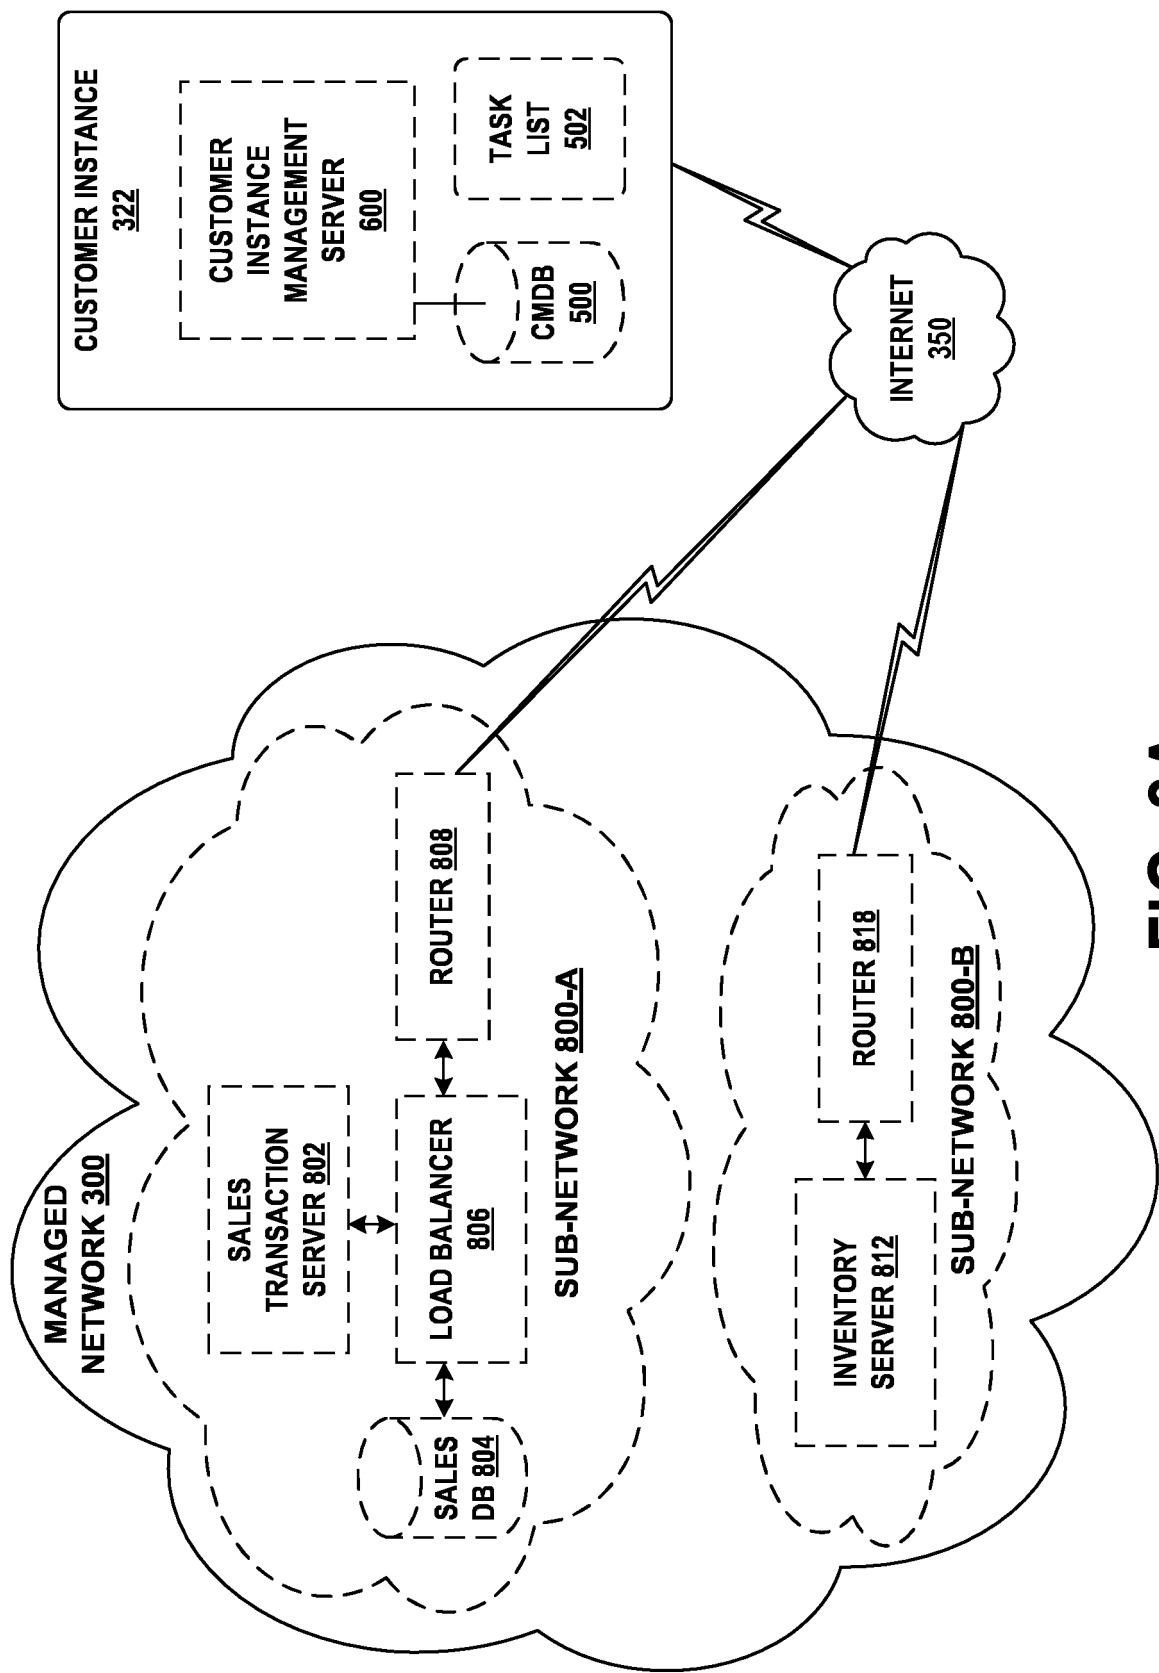 MANAGED
NETWORK 300
SALES
TRANSACTION
SERVER 802
SALES
DB 804
LOAD BALANCER
806
ROUTER 808
SUB-NETWORK 800-A
INVENTORY
SERVER 812
ROUTER 818
SUB-NETWORK 800-B
CUSTOMER INSTANCE
322
CUSTOMER
INSTANCE
MANAGEMENT
SERVER
600
CMDB
500
TASK
LIST
502
INTERNET
350